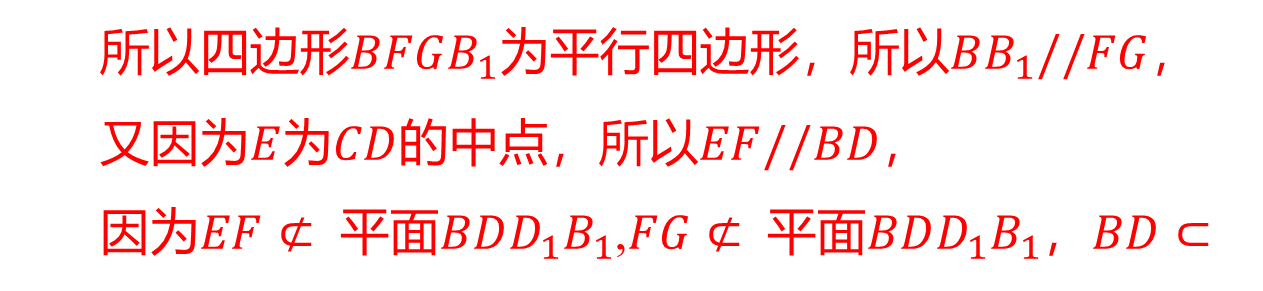 所以四边形BFGB₁为平行四边形，所以BB₁//FG，
又因为E为CD的中点，所以EF//BD，
因为EF ⊄ 平面BDD₁B₁,FG ⊄ 平面BDD₁B₁，BD ⊂